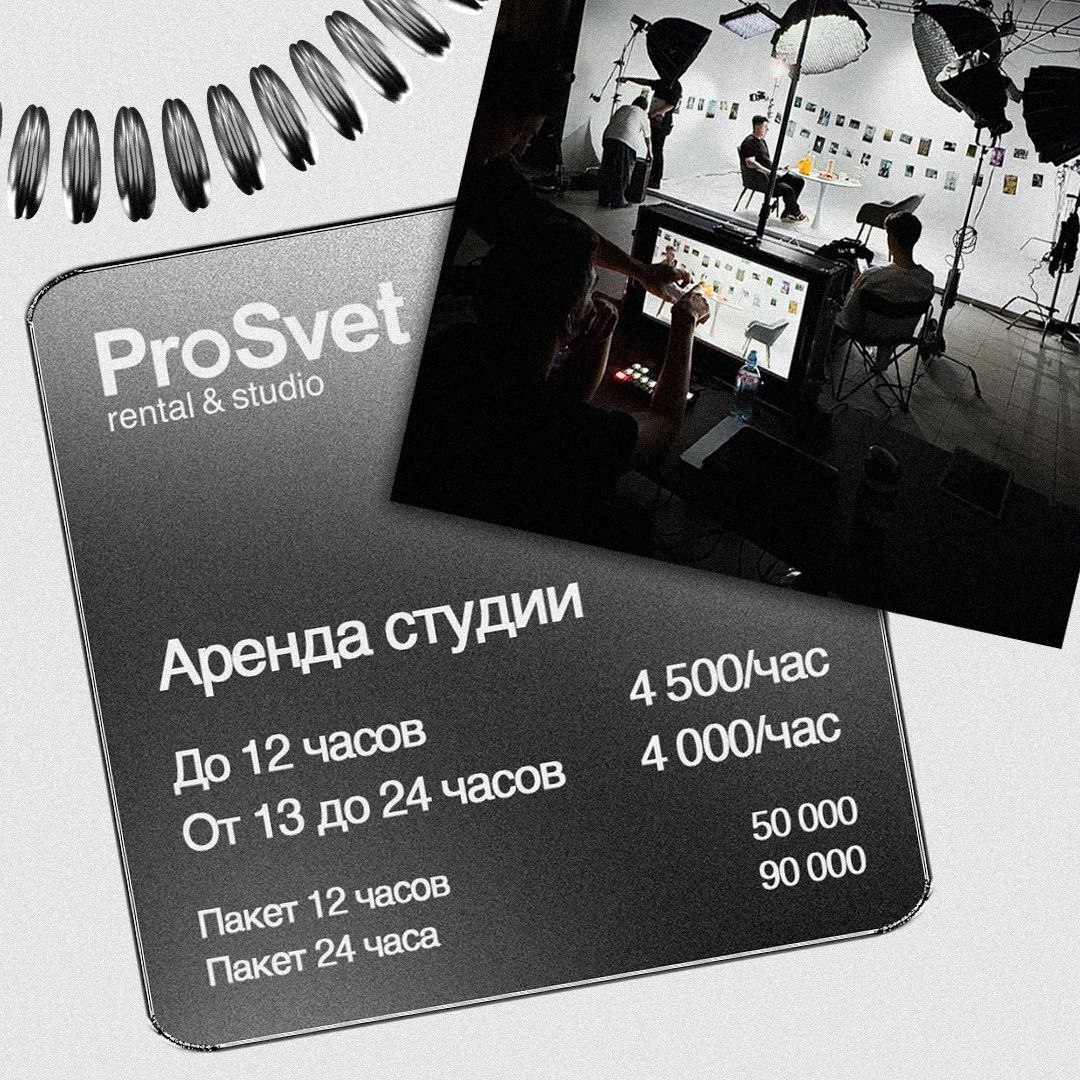 ProSvet
rental & studio
Аренда студии
До 12 часов 4 500/час
От 13 до 24 часов 4 000/час
Пакет 12 часов 50 000
Пакет 24 часа 90 000